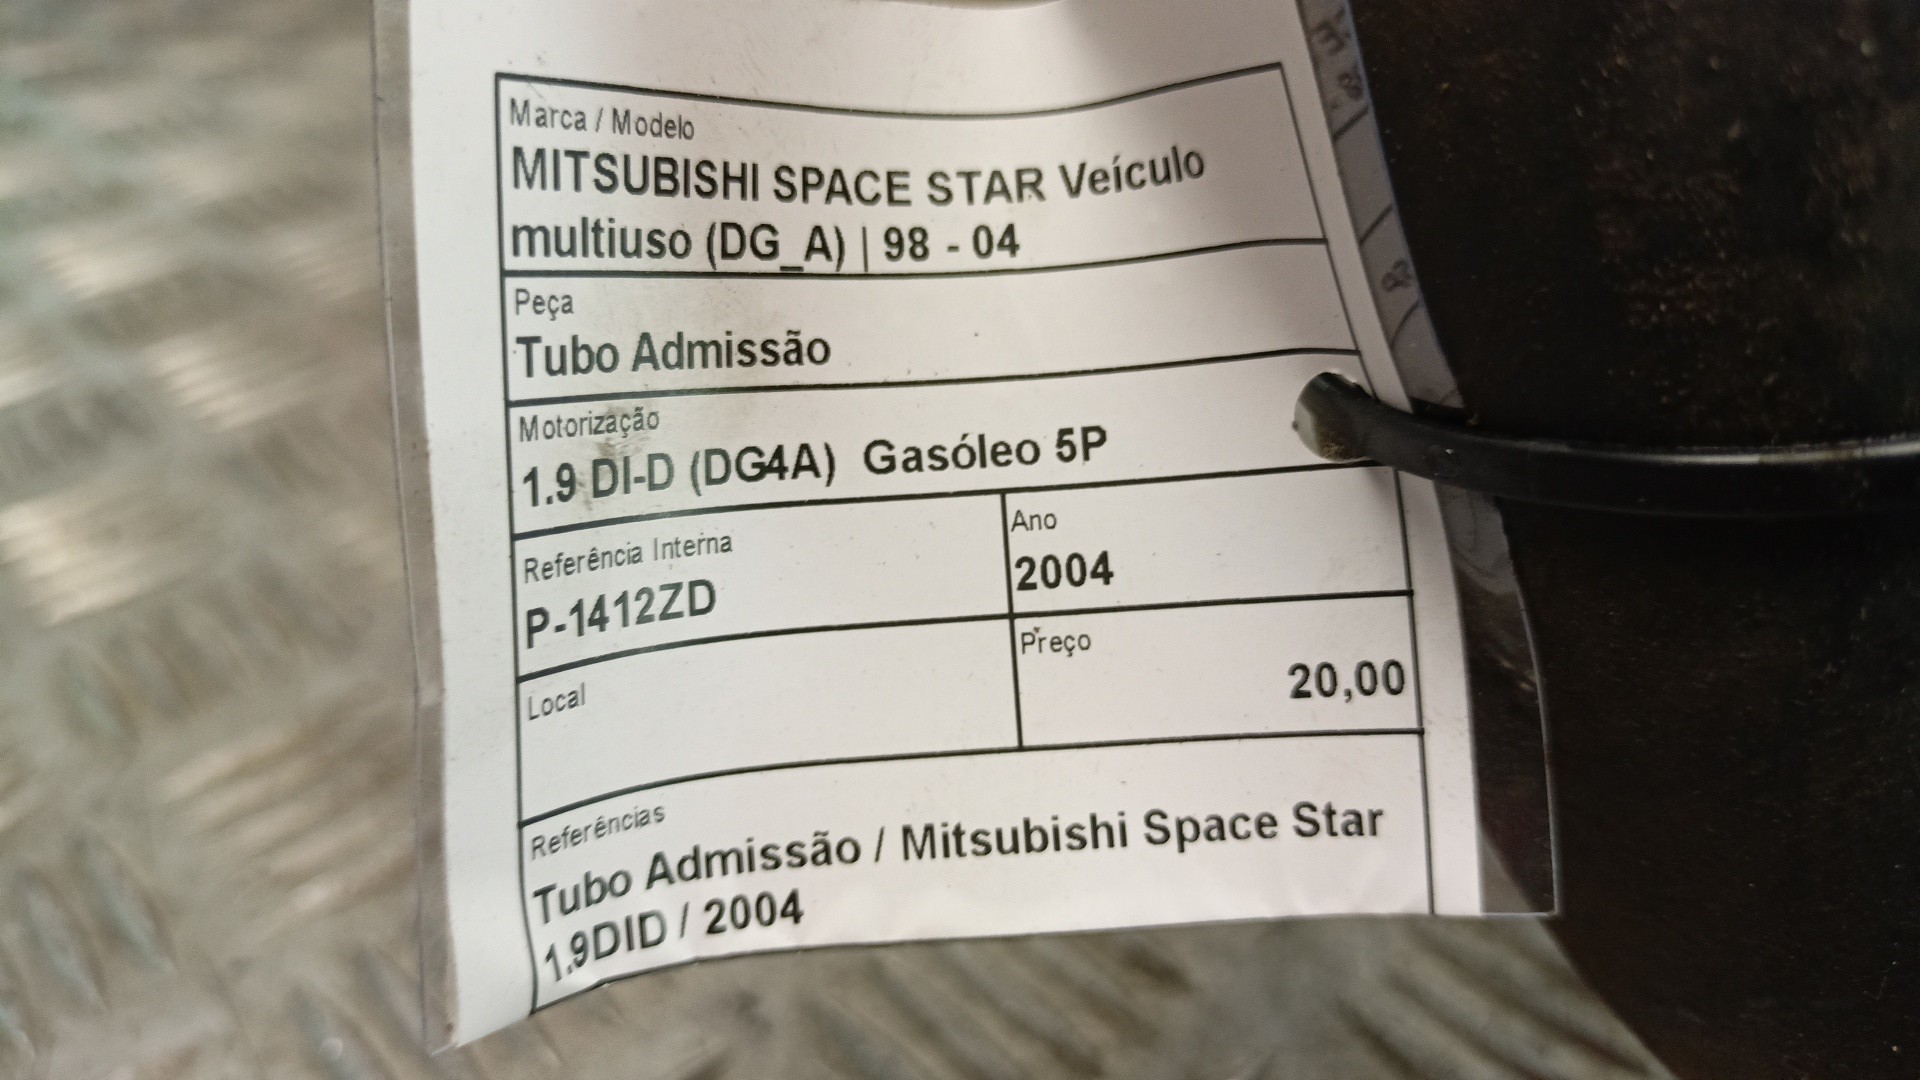 Marca / Modelo
MITSUBISHI SPACE STAR Veículo
multiuso (DG_A) | 98 - 04
Peça
Tubo Admissão
Motorização
1.9 DI-D (DG4A) Gasóleo 5P
Referência Interna
P-1412ZD
Ano
2004
Local
Preço
20,00
Referências
Tubo Admissão / Mitsubishi Space Star
1.9DID / 2004